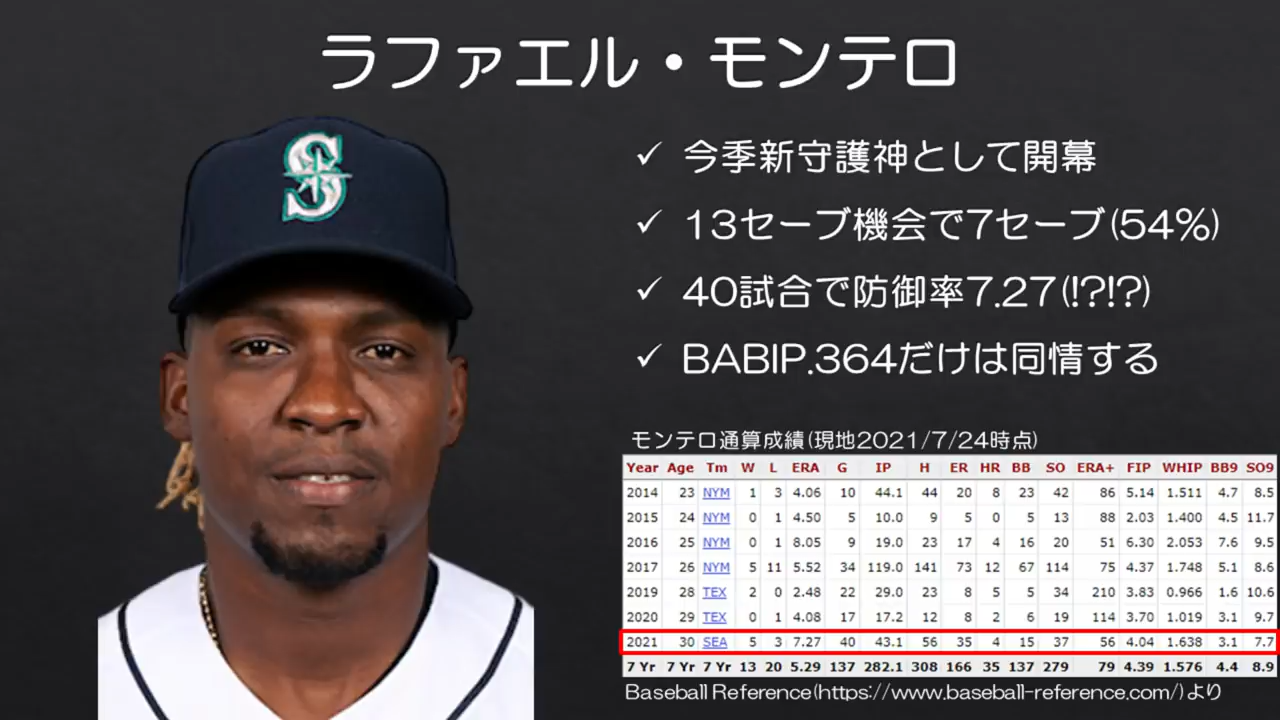 ラファエル・モンテロ
✓ 今季新守護神として開幕
✓ 13セーブ機会で7セーブ(54%)
✓ 40試合で防御率7.27(!?!?)
✓ BABIP.364だけは同情する
S
モンテロ通算成績(現地2021/7/24時点)
Year Age Tm W L ERA G IP H ER HR BB SO ERA+ FIP WHIP BB9 SO9
2014 23 NYM 1 3 4.06 10 44.1 44 20 8 23 42 86 5.14 1.511 4.7 8.5
2015 24 NYM 0 1 4.50 5 10.0 9 5 0 5 13 88 2.03 1.400 4.5 11.7
2016 25 NYM 0 1 8.05 9 19.0 23 17 4 16 20 51 6.30 2.053 7.6 9.5
2017 26 NYM 5 11 5.52 34 119.0 141 73 12 67 114 75 4.37 1.748 5.1 8.6
2019 28 TEX 2 0 2.48 22 29.0 23 8 5 5 34 210 3.83 0.966 1.6 10.6
2020 29 TEX 0 1 4.08 17 17.2 12 8 2 6 19 114 3.70 1.019 3.1 9.7
2021 30 SEA 5 3 7.27 40 43.1 56 35 4 15 37 56 4.04 1.638 3.1 7.7
7 Yr 7 Yr 7 Yr 13 20 5.29 137 282.1 308 166 35 137 279 79 4.39 1.576 4.4 8.9
Baseball Reference(https://www.baseball-reference.com/)より